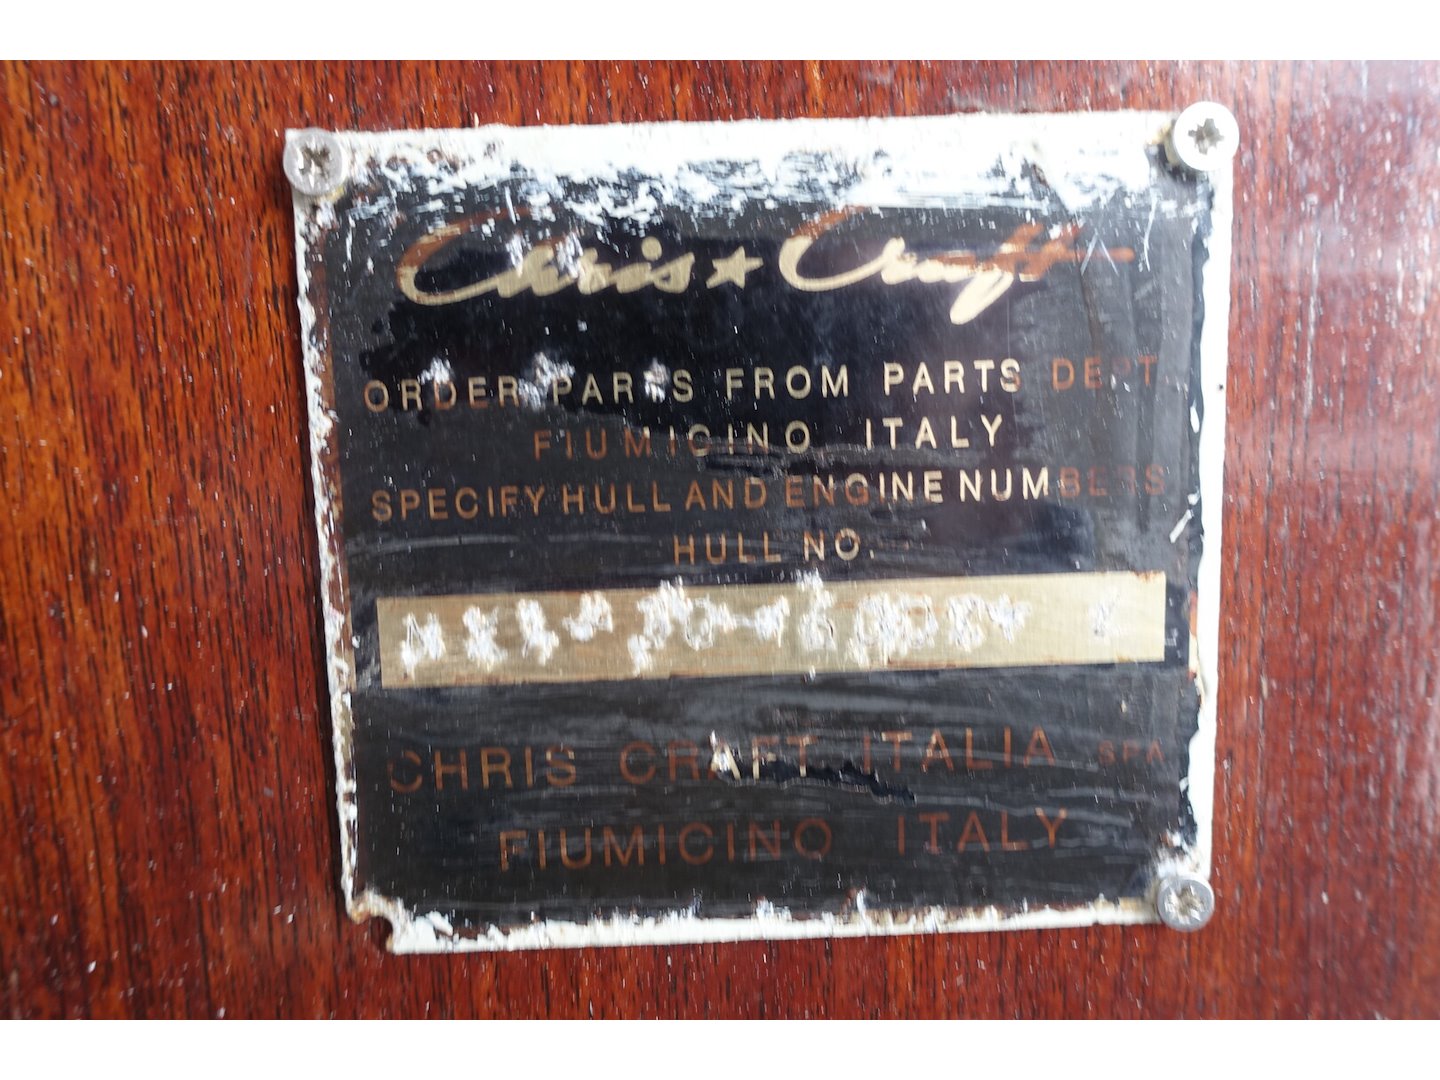 Chris★Craft
ORDER PARTS FROM PARTS DEPT.
FIUMICINO ITALY
SPECIFY HULL AND ENGINE NUMBERS
HULL NO.
CHRIS CRAFT ITALIA SPA
FIUMICINO ITALY